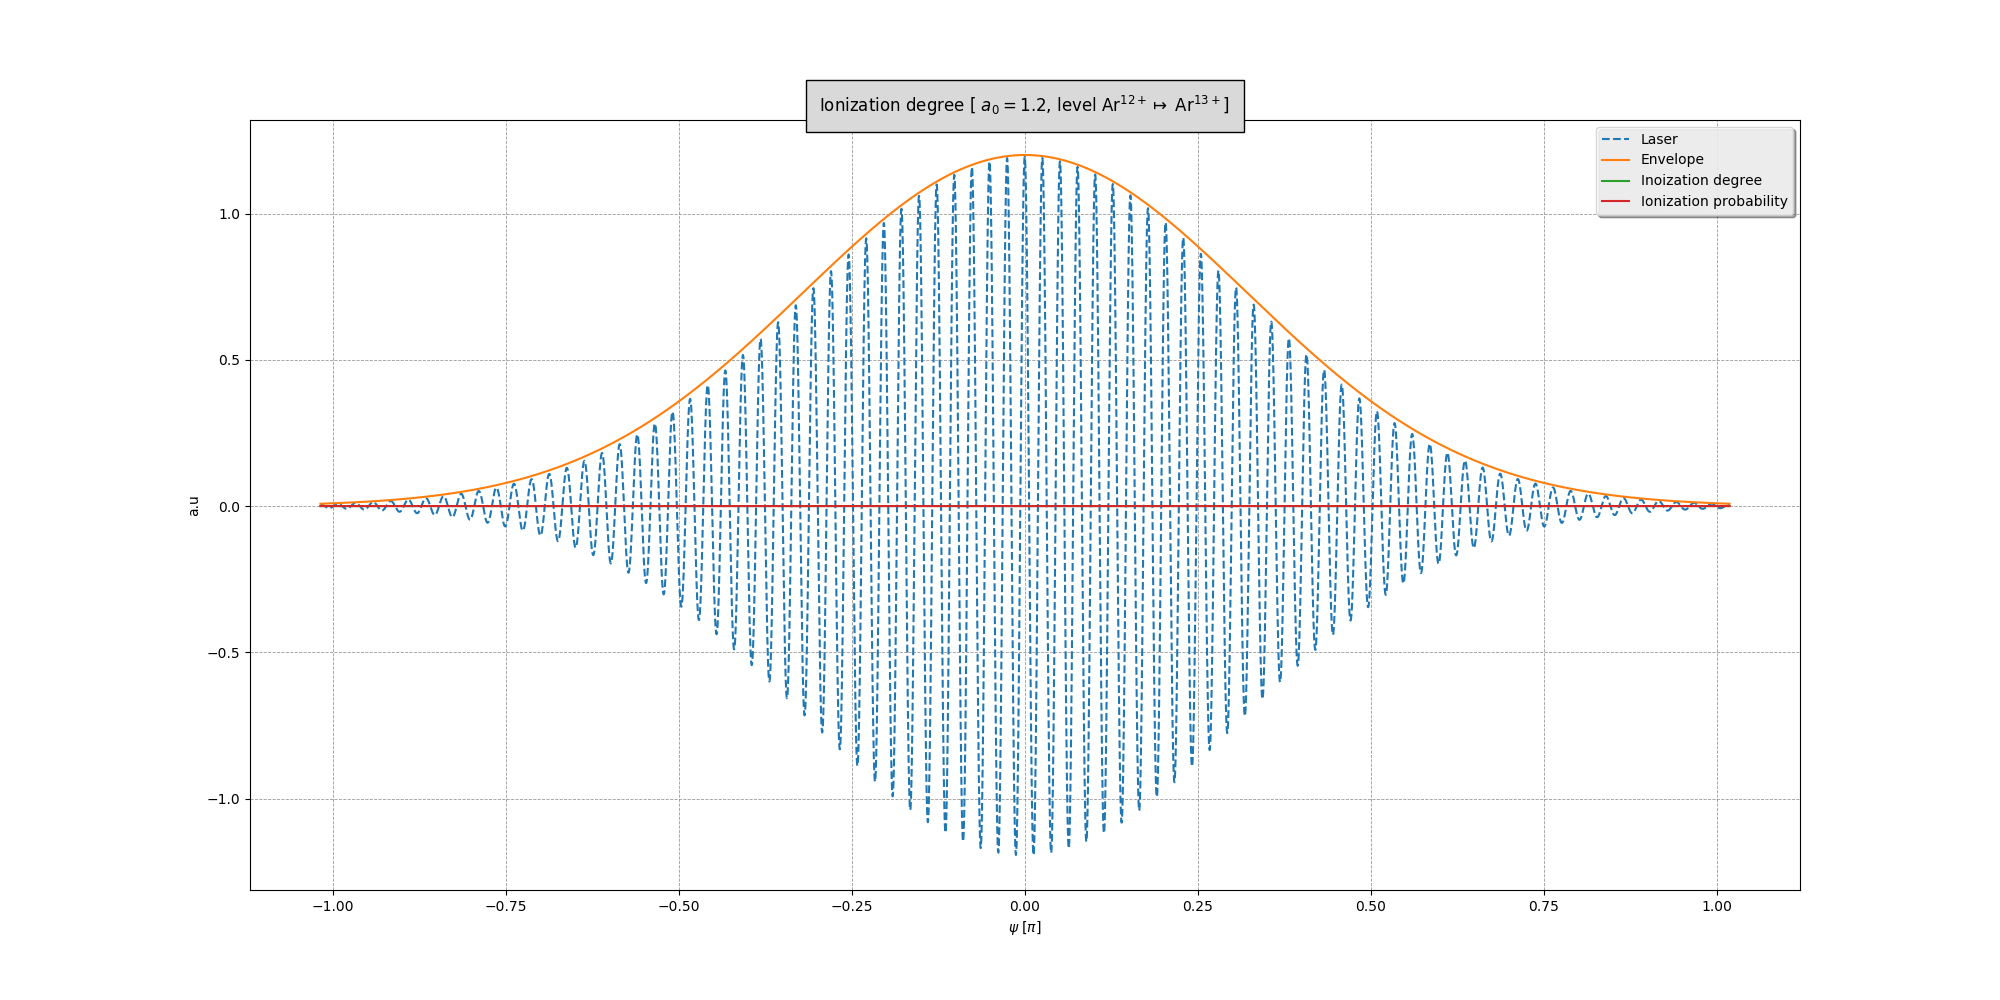 Ionization degree [ a₀ = 1.2, level Ar¹²⁺ ↦ Ar¹³⁺]
Laser
Envelope
Inoization degree
Ionization probability
1.0
0.5
0.0
−0.5
−1.0
a.u
−1.00 −0.75 −0.50 −0.25 0.00 0.25 0.50 0.75 1.00
ψ [π]